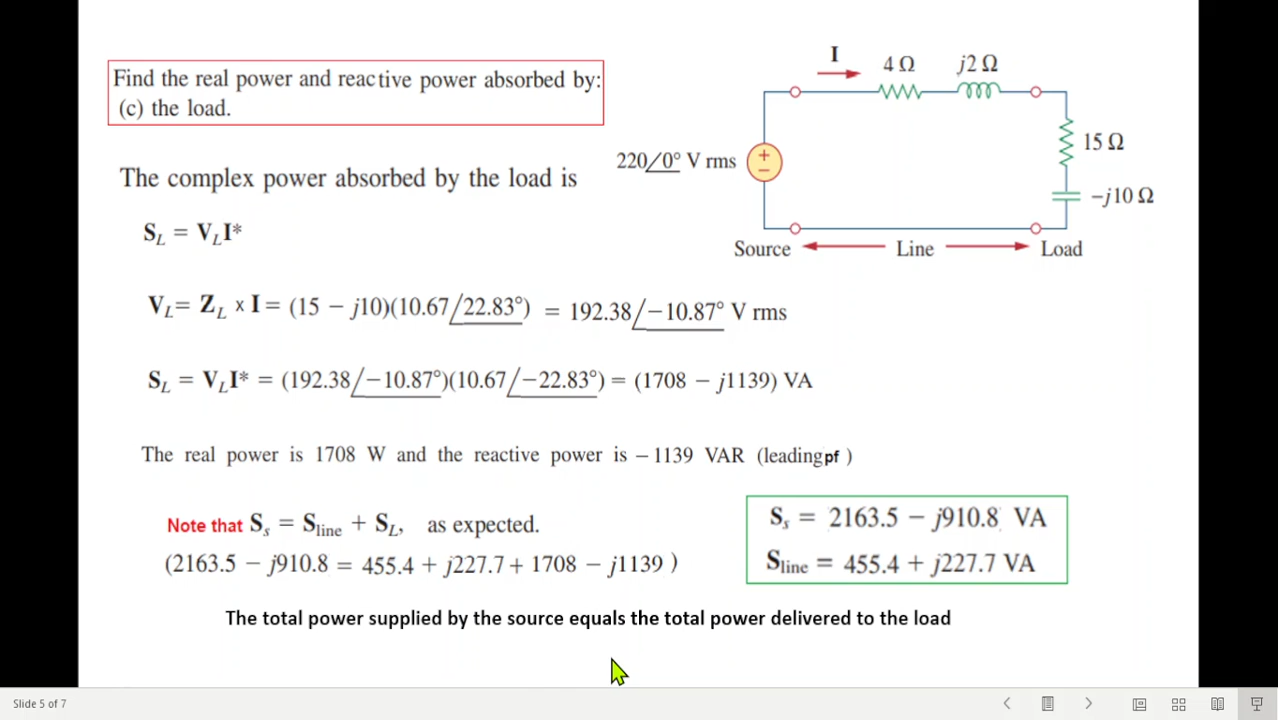 Find the real power and reactive power absorbed by:
(c) the load.
I
4 Ω
j2 Ω
15 Ω
−j10 Ω
220/0° V rms
+
−
Source
Line
Load
The complex power absorbed by the load is
S_L = V_L I*
V_L = Z_L x I = (15 − j10)(10.67/22.83°) = 192.38/−10.87° V rms
S_L = V_L I* = (192.38/−10.87°)(10.67/−22.83°) = (1708 − j1139) VA
The real power is 1708 W and the reactive power is −1139 VAR (leading pf )
Note that S_s = S_line + S_L, as expected.
(2163.5 − j910.8 = 455.4 + j227.7 + 1708 − j1139 )
S_s = 2163.5 − j910.8 VA
S_line = 455.4 + j227.7 VA
The total power supplied by the source equals the total power delivered to the load
Slide 5 of 7